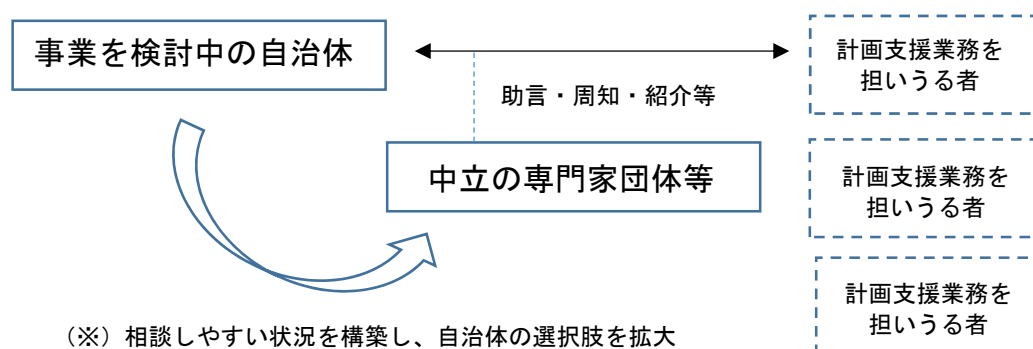 事業を検討中の自治体
計画支援業務を
担いうる者
助言・周知・紹介等
中立の専門家団体等
計画支援業務を
担いうる者
計画支援業務を
担いうる者
（※）相談しやすい状況を構築し、自治体の選択肢を拡大